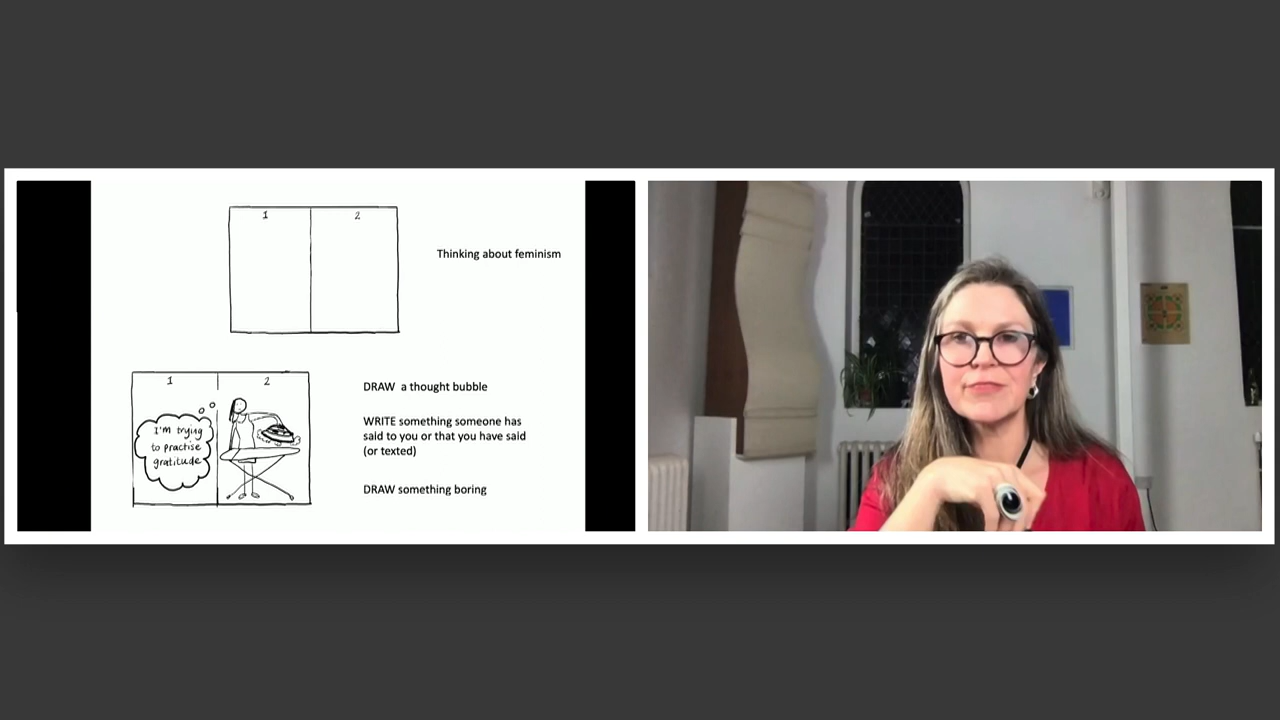 1 2
Thinking about feminism
1 2
I'm trying
to practise
gratitude
DRAW a thought bubble
WRITE something someone has
said to you or that you have said
(or texted)
DRAW something boring